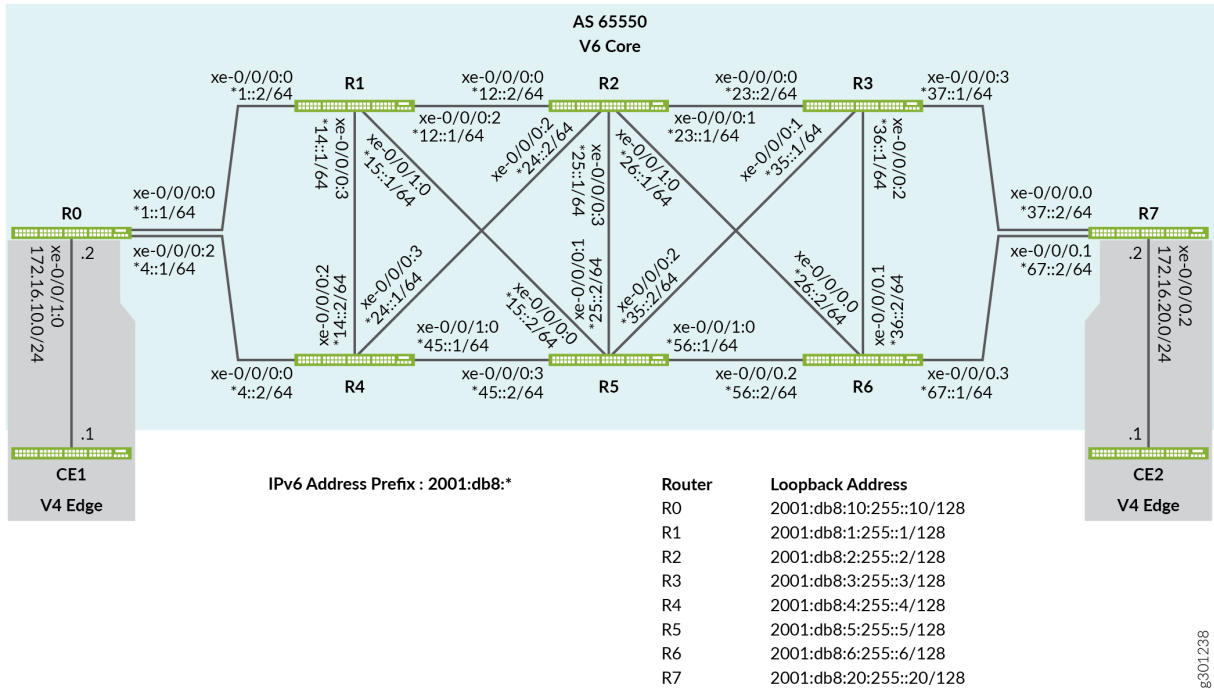 AS 65550
V6 Core
xe-0/0/0:0
*1::2/64
R1
xe-0/0/0:0
*12::2/64
R2
xe-0/0/0:0
*23::2/64
R3
xe-0/0/0:3
*37::1/64
xe-0/0/0:2
*12::1/64
xe-0/0/0:1
*23::1/64
xe-0/0/0:3
*14::1/64
xe-0/0/1:0
*15::1/64
xe-0/0/0:2
*24::2/64
xe-0/0/0:3
*25::1/64
xe-0/0/1:0
*26::1/64
xe-0/0/0:1
*35::1/64
xe-0/0/0:2
*36::1/64
R0
xe-0/0/0:0
*1::1/64
xe-0/0/0:2
*4::1/64
xe-0/0/0.0
*37::2/64
R7
xe-0/0/0.1
*67::2/64
.2
xe-0/0/1:0
172.16.10.0/24
.2
xe-0/0/0.2
172.16.20.0/24
xe-0/0/0:2
*14::2/64
xe-0/0/0:3
*24::1/64
xe-0/0/0:0
*15::2/64
xe-0/0/0:1
*25::2/64
xe-0/0/0:2
*35::2/64
xe-0/0/0.0
*26::2/64
xe-0/0/0.1
*36::2/64
xe-0/0/1:0
*45::1/64
xe-0/0/1:0
*56::1/64
xe-0/0/0:0
*4::2/64
R4
xe-0/0/0:3
*45::2/64
R5
xe-0/0/0.2
*56::2/64
R6
xe-0/0/0.3
*67::1/64
.1
CE1
V4 Edge
.1
CE2
V4 Edge
IPv6 Address Prefix : 2001:db8:*
Router Loopback Address
R0 2001:db8:10:255::10/128
R1 2001:db8:1:255::1/128
R2 2001:db8:2:255::2/128
R3 2001:db8:3:255::3/128
R4 2001:db8:4:255::4/128
R5 2001:db8:5:255::5/128
R6 2001:db8:6:255::6/128
R7 2001:db8:20:255::20/128
g301238